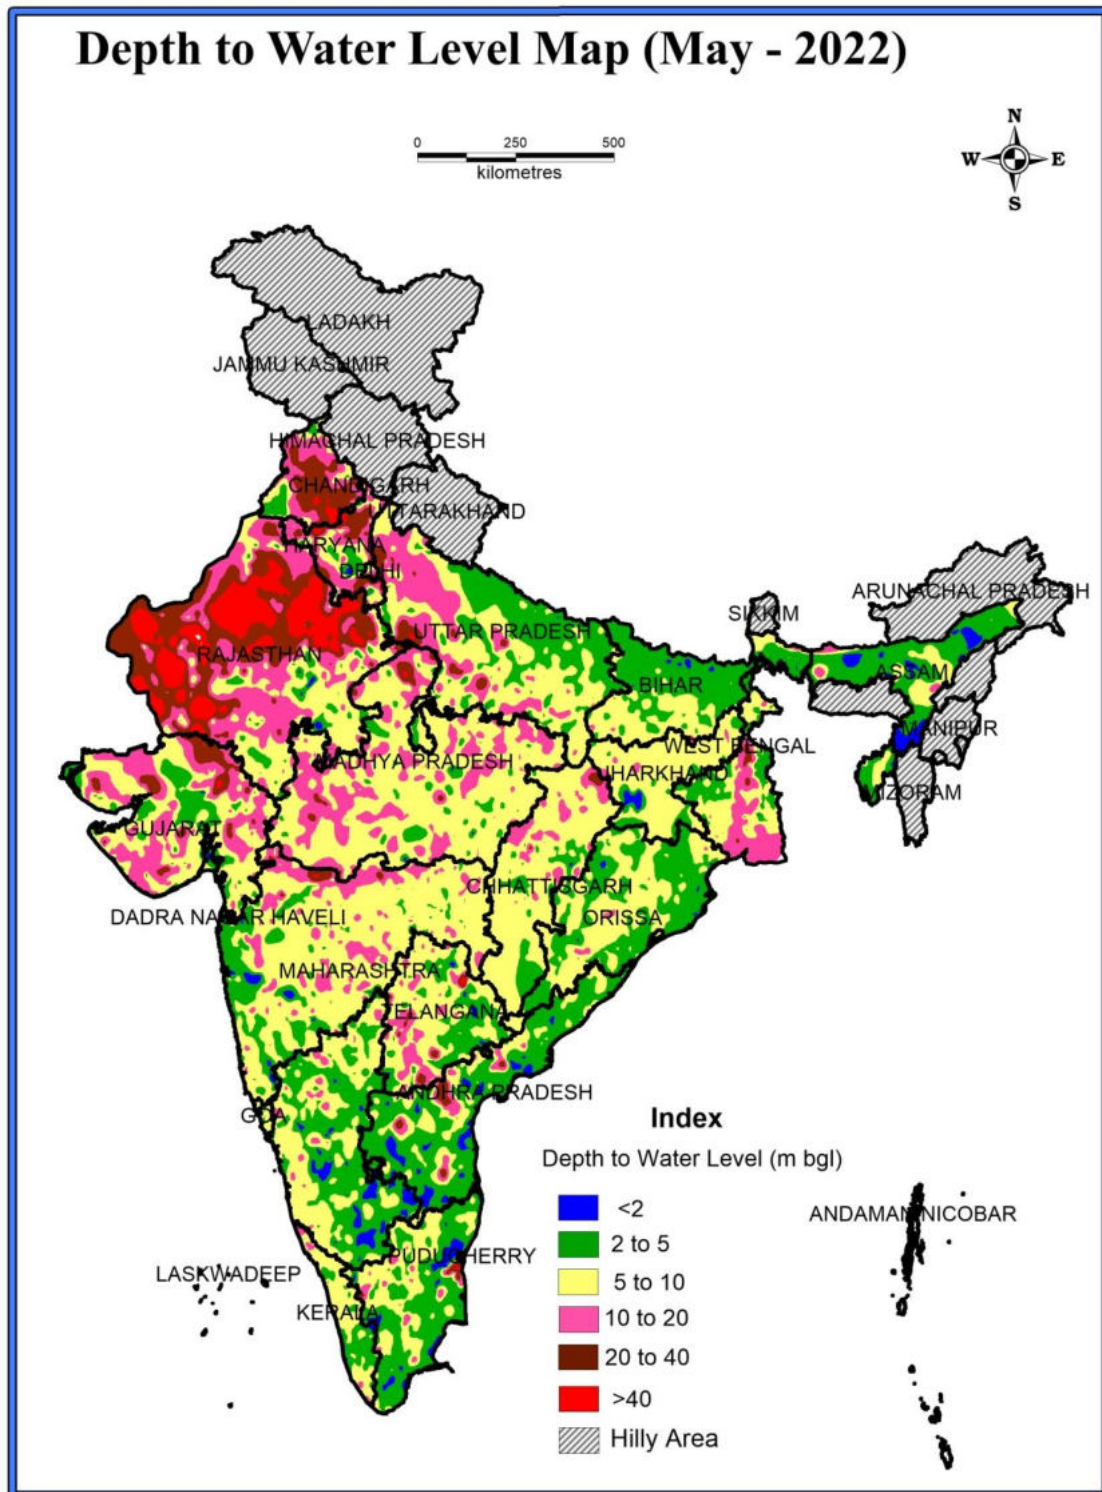 Depth to Water Level Map (May - 2022)
0 250 500
kilometres
N
W E
S
LADAKH
JAMMU KASHMIR
HIMACHAL PRADESH
CHANDIGARH
UTTARAKHAND
HARYANA
DELHI
ARUNACHAL PRADESH
SIKKIM
UTTAR PRADESH
RAJASTHAN
ASSAM
BIHAR
MANIPUR
WEST BENGAL
MADHYA PRADESH
JHARKHAND
MIZORAM
GUJARAT
CHHATTISGARH
DADRA NAGAR HAVELI
ORISSA
MAHARASHTRA
TELANGANA
ANDHRA PRADESH
GOA
Index
Depth to Water Level (m bgl)
<2
2 to 5
5 to 10
10 to 20
20 to 40
>40
Hilly Area
ANDAMAN NICOBAR
PUDUCHERRY
LASKWADEEP
KERALA